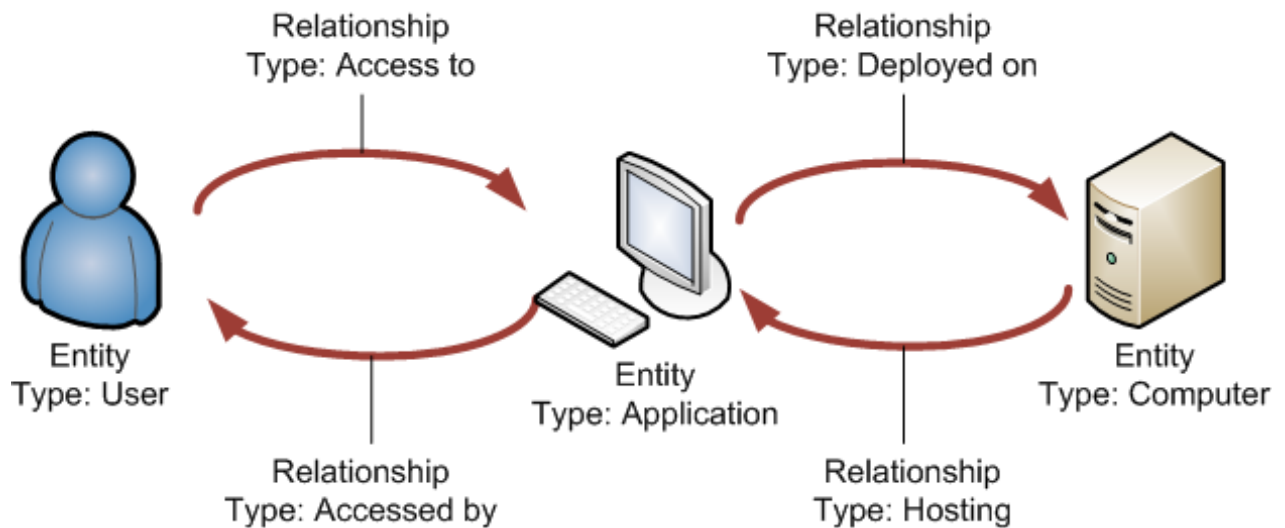 Relationship
Type: Access to
Relationship
Type: Deployed on
Entity
Type: User
Entity
Type: Application
Entity
Type: Computer
Relationship
Type: Accessed by
Relationship
Type: Hosting